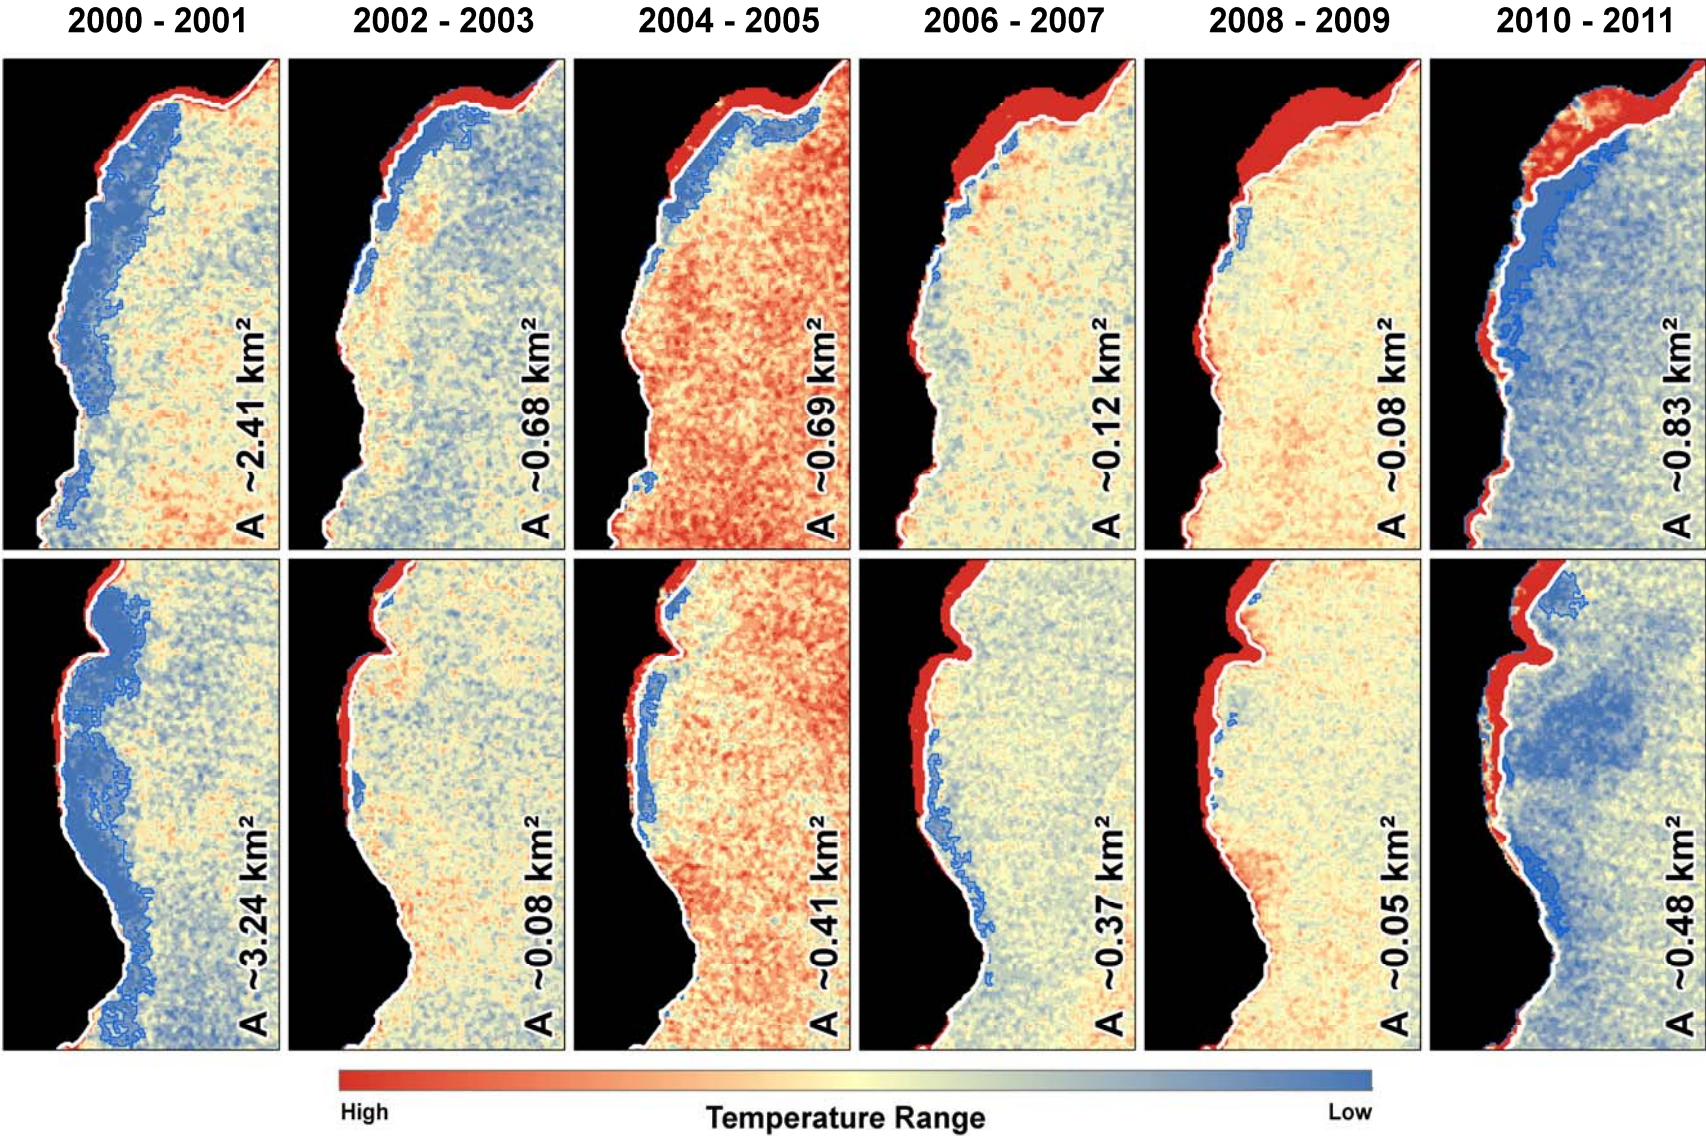 2000 - 2001
2002 - 2003
2004 - 2005
2006 - 2007
2008 - 2009
2010 - 2011
A ~2.41 km²
A ~0.68 km²
A ~0.69 km²
A ~0.12 km²
A ~0.08 km²
A ~0.83 km²
A ~3.24 km²
A ~0.08 km²
A ~0.41 km²
A ~0.37 km²
A ~0.05 km²
A ~0.48 km²
High
Temperature Range
Low